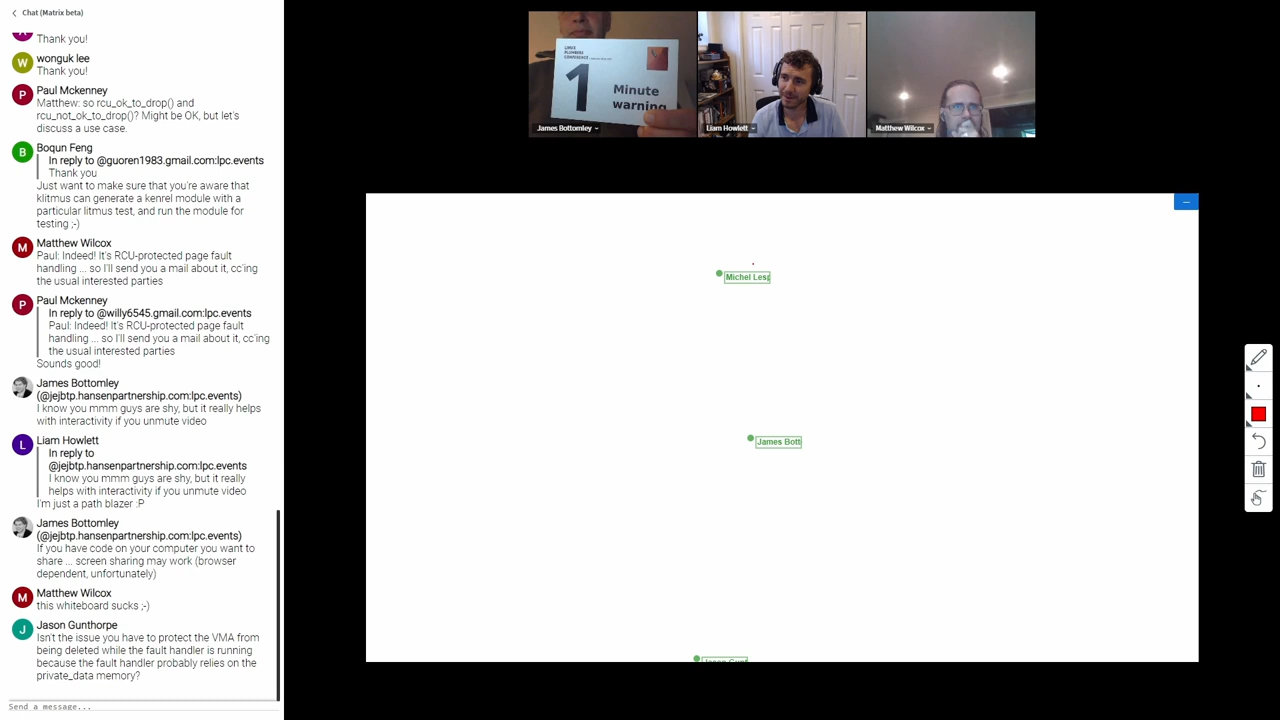 Chat (Matrix beta)
Thank you!
wonguk lee
Thank you!
Paul Mckenney
Matthew: so rcu_ok_to_drop() and
rcu_not_ok_to_drop()? Might be OK, but let's
discuss a use case.
Boqun Feng
In reply to @guoren1983.gmail.com:lpc.events
Thank you
Just want to make sure that you're aware that
klitmus can generate a kenrel module with a
particular litmus test, and run the module for
testing ;-)
Matthew Wilcox
Paul: Indeed! It's RCU-protected page fault
handling ... so I'll send you a mail about it, cc'ing
the usual interested parties
Paul Mckenney
In reply to @willy6545.gmail.com:lpc.events
Paul: Indeed! It's RCU-protected page fault
handling ... so I'll send you a mail about it, cc'ing
the usual interested parties
Sounds good!
James Bottomley
(@jejbtp.hansenpartnership.com:lpc.events)
I know you mmm guys are shy, but it really helps
with interactivity if you unmute video
Liam Howlett
In reply to
@jejbtp.hansenpartnership.com:lpc.events
I know you mmm guys are shy, but it really
helps with interactivity if you unmute video
I'm just a path blazer :P
James Bottomley
(@jejbtp.hansenpartnership.com:lpc.events)
If you have code on your computer you want to
share ... screen sharing may work (browser
dependent, unfortunately)
Matthew Wilcox
this whiteboard sucks ;-)
Jason Gunthorpe
Isn't the issue you have to protect the VMA from
being deleted while the fault handler is running
because the fault handler probably relies on the
private_data memory?
Send a message...
LINUX
PLUMBERS
CONFERENCE
1 Minute
warning
James Bottomley
Liam Howlett
Matthew Wilcox
Michel Lesp
James Bott
W
P
B
M
P
L
M
J